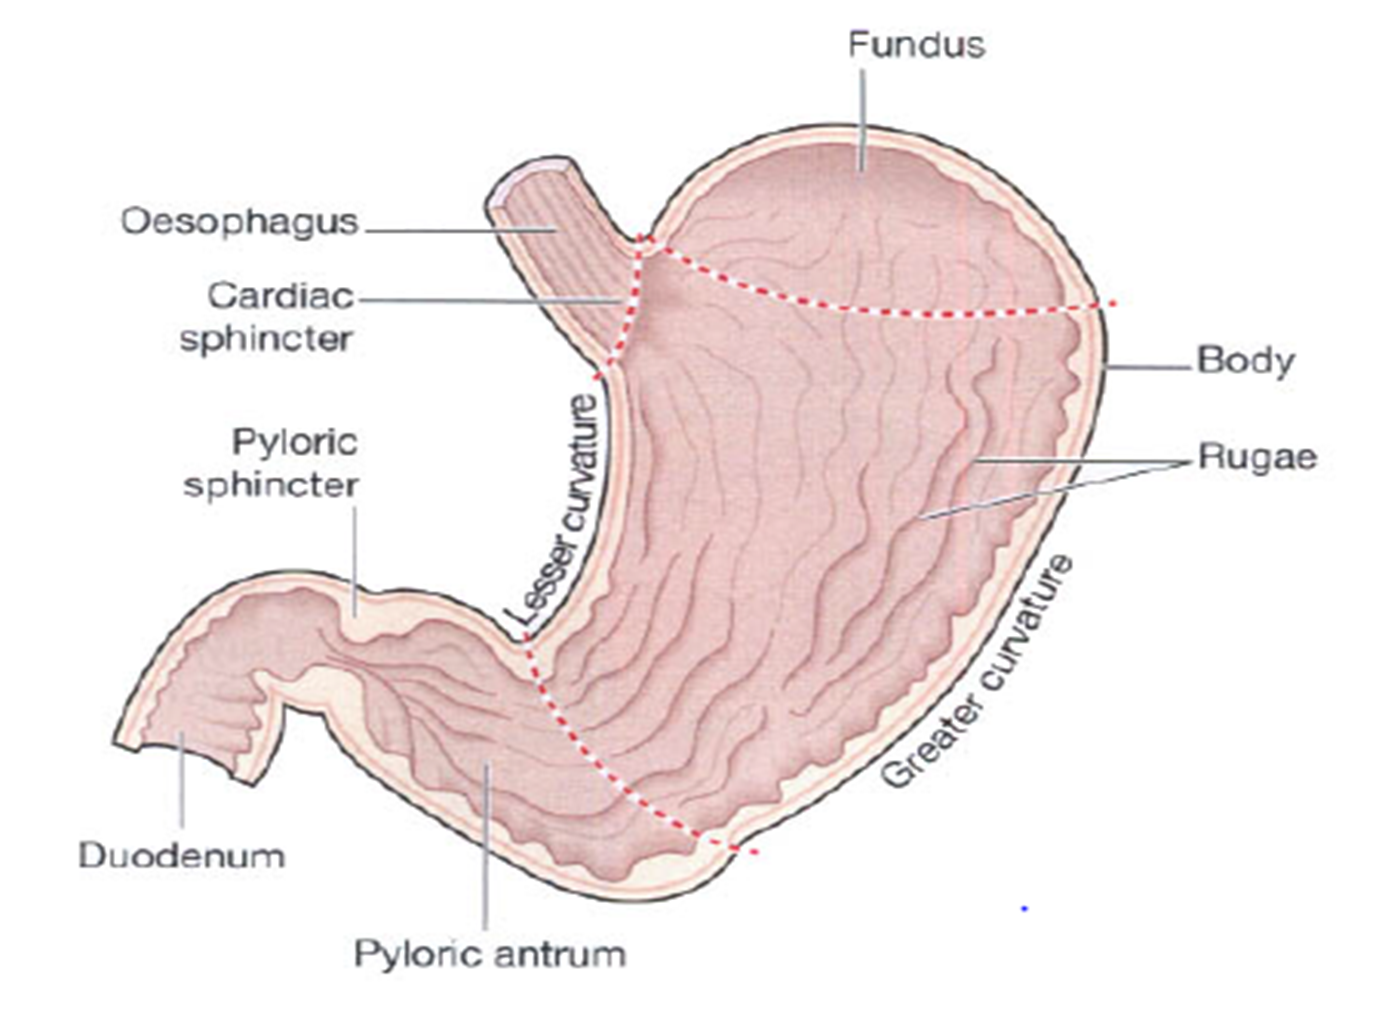 Fundus
Oesophagus
Cardiac
sphincter
Body
Pyloric
sphincter
Rugae
Lesser curvature
Greater curvature
Duodenum
Pyloric antrum